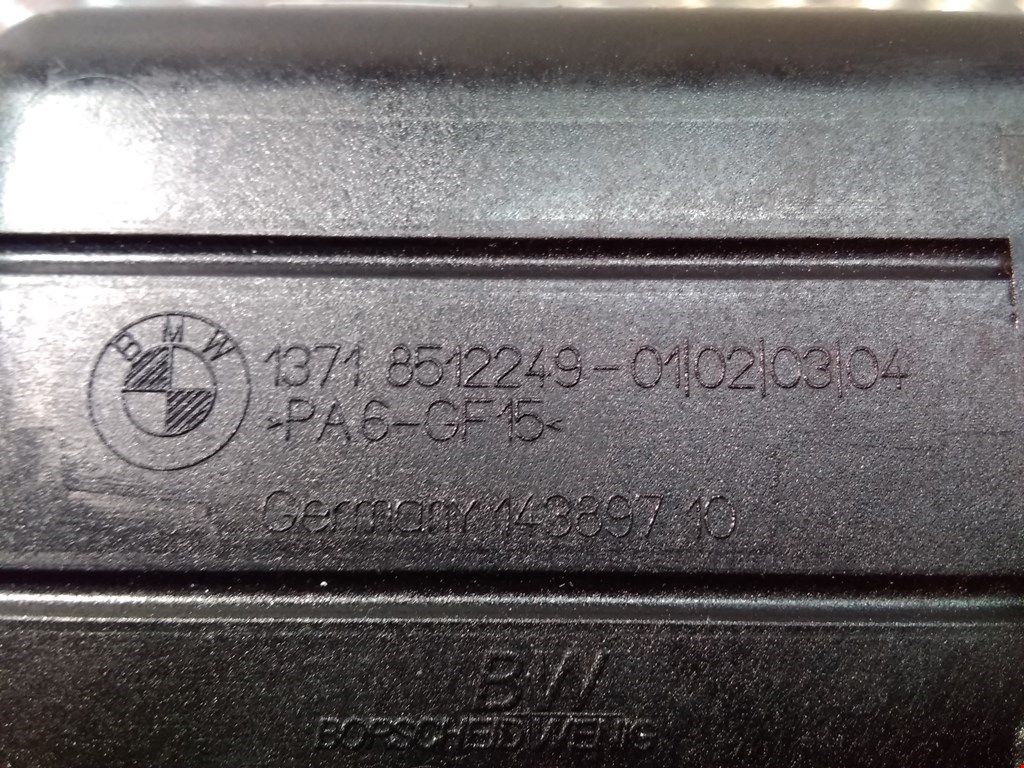 BMW
1371 8512249-01|02|03|04
>PA6-GF15<
Germany 143897 10
BW
BORSCHEID WENIG